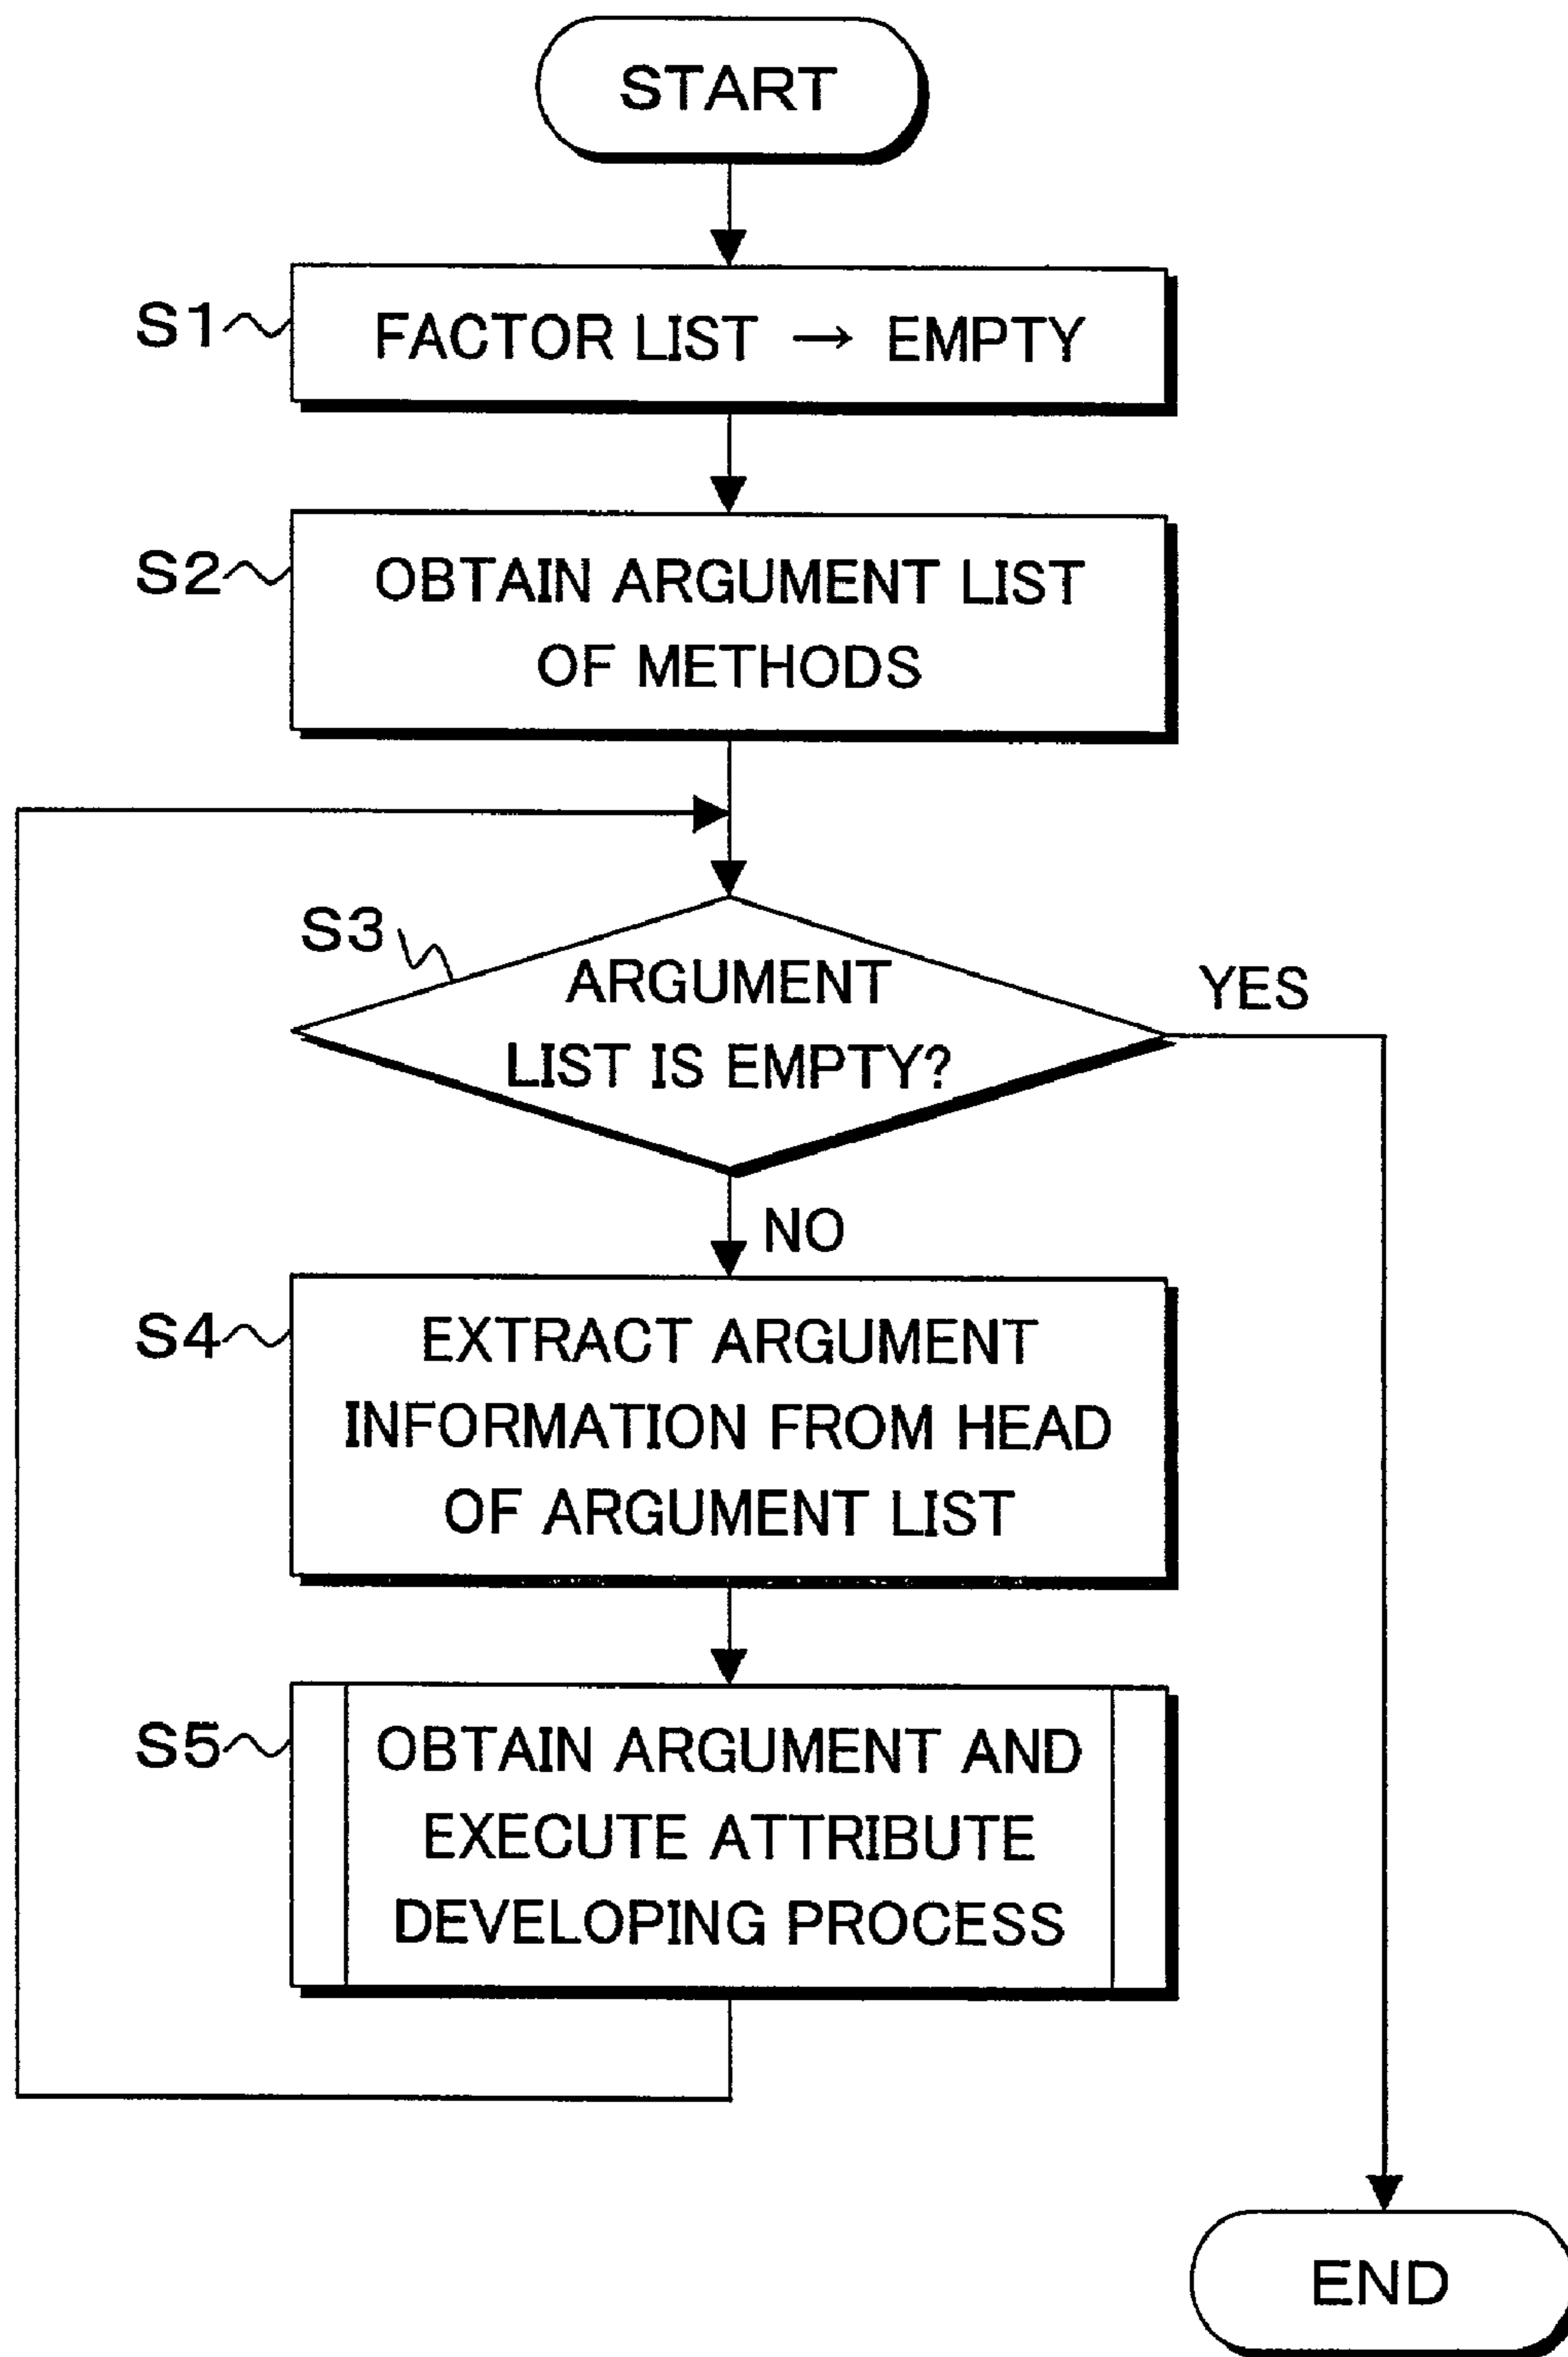 START
S1
FACTOR LIST → EMPTY
S2
OBTAIN ARGUMENT LIST
OF METHODS
S3
ARGUMENT
LIST IS EMPTY?
YES
NO
S4
EXTRACT ARGUMENT
INFORMATION FROM HEAD
OF ARGUMENT LIST
S5
OBTAIN ARGUMENT AND
EXECUTE ATTRIBUTE
DEVELOPING PROCESS
END